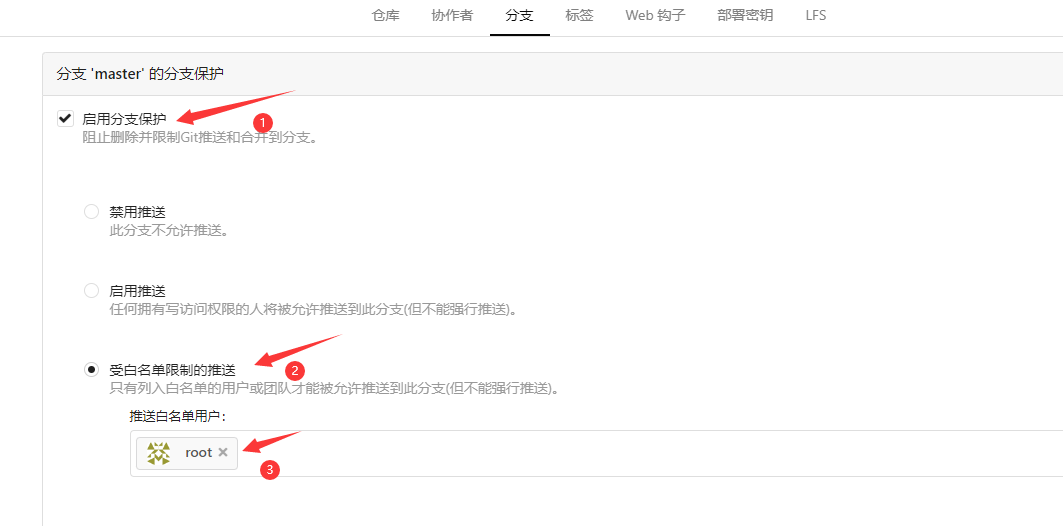 仓库 协作者 分支 标签 Web 钩子 部署密钥 LFS
分支 'master' 的分支保护
启用分支保护
1
阻止删除并限制Git推送和合并到分支。
禁用推送
此分支不允许推送。
启用推送
任何拥有写访问权限的人将被允许推送到此分支(但不能强行推送)。
受白名单限制的推送
2
只有列入白名单的用户或团队才能被允许推送到此分支(但不能强行推送)。
推送白名单用户:
root ×
3